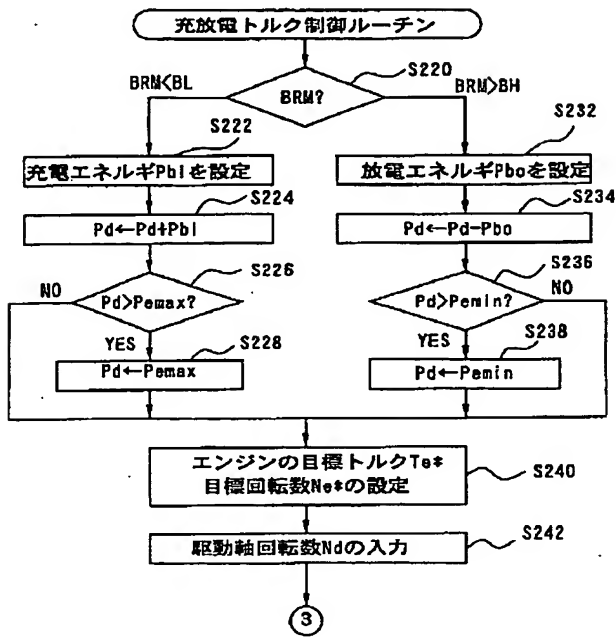 充放電トルク制御ルーチン
S220
BRM<BL
BRM?
BRM>BH
S222
S232
充電エネルギPbiを設定
放電エネルギPboを設定
S224
S234
Pd←Pd+Pbi
Pd←Pd-Pbo
S226
S236
NO
Pd>Pemax?
Pd>Pemin?
NO
YES
S228
YES
S238
Pd←Pemax
Pd←Pemin
エンジンの目標トルクTe*
目標回転数Ne*の設定
S240
S242
駆動軸回転数Ndの入力
3